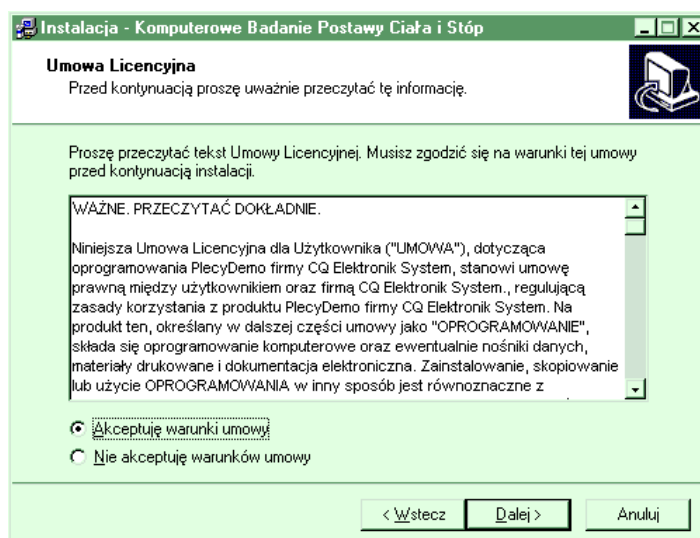 Instalacja - Komputerowe Badanie Postawy Ciała i Stóp
Umowa Licencyjna
Przed kontynuacją proszę uważnie przeczytać tę informację.
Proszę przeczytać tekst Umowy Licencyjnej. Musisz zgodzić się na warunki tej umowy
przed kontynuacją instalacji.
WAŻNE. PRZECZYTAĆ DOKŁADNIE.
Niniejsza Umowa Licencyjna dla Użytkownika ("UMOWA"), dotycząca
oprogramowania PlecyDemo firmy CQ Elektronik System, stanowi umowę
prawną między użytkownikiem oraz firmą CQ Elektronik System., regulującą
zasady korzystania z produktu PlecyDemo firmy CQ Elektronik System. Na
produkt ten, określany w dalszej części umowy jako "OPROGRAMOWANIE",
składa się oprogramowanie komputerowe oraz ewentualnie nośniki danych,
materiały drukowane i dokumentacja elektroniczna. Zainstalowanie, skopiowanie
lub użycie OPROGRAMOWANIA w inny sposób jest równoznaczne z
Akceptuję warunki umowy
Nie akceptuję warunków umowy
< Wstecz Dalej > Anuluj